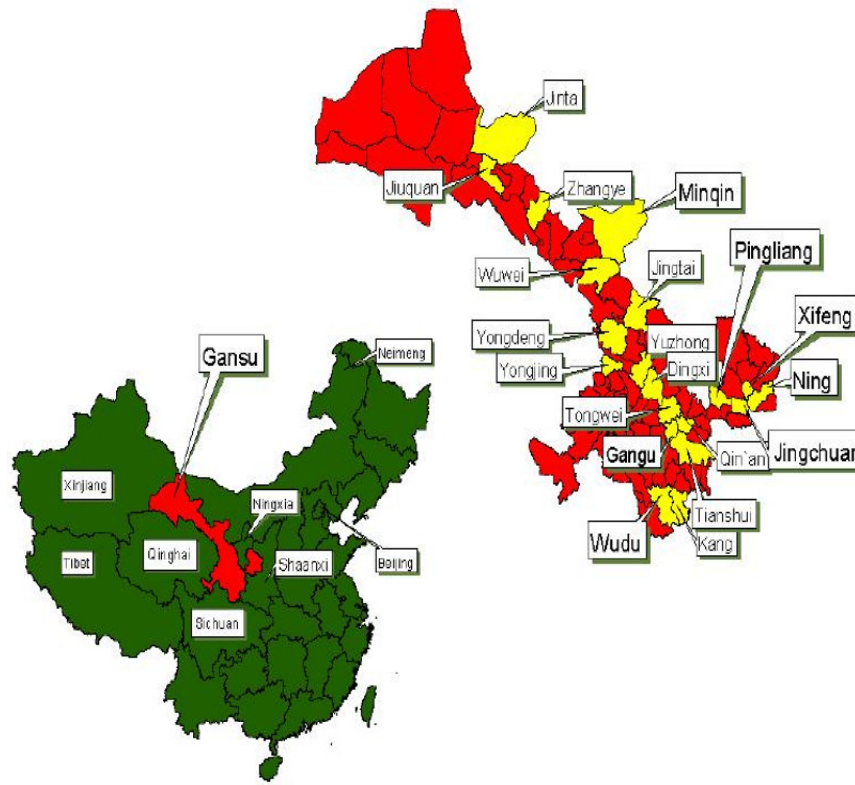 Jinta
Jiuquan
Zhangye
Minqin
Pingliang
Wuwei
Jingtai
Xifeng
Yongdeng
Yuzhong
Gansu
Neimeng
Yongjing
Dingxi
Ning
Tongwei
Gangu
Qin`an
Jingchuan
Xinjiang
Ningxia
Tianshui
Wudu
Kang
Qinghai
Tibet
Shaanxi
Beijing
Sichuan